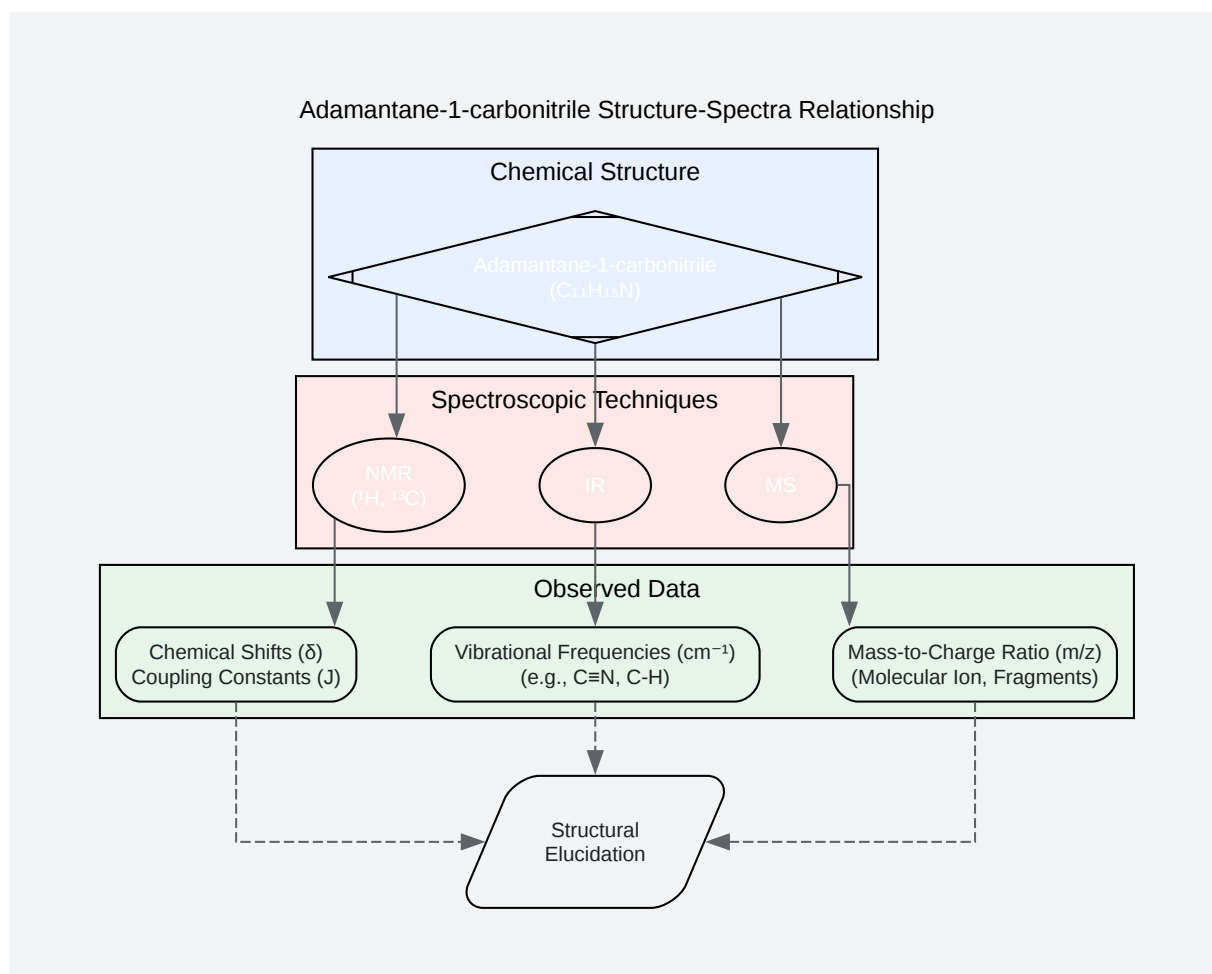 Adamantane-1-carbonitrile Structure-Spectra Relationship
Chemical Structure
Adamantane-1-carbonitrile
(C₁₁H₁₅N)
Spectroscopic Techniques
NMR
(¹H, ¹³C)
IR
MS
Observed Data
Chemical Shifts (δ)
Coupling Constants (J)
Vibrational Frequencies (cm⁻¹)
(e.g., C≡N, C-H)
Mass-to-Charge Ratio (m/z)
(Molecular Ion, Fragments)
Structural
Elucidation